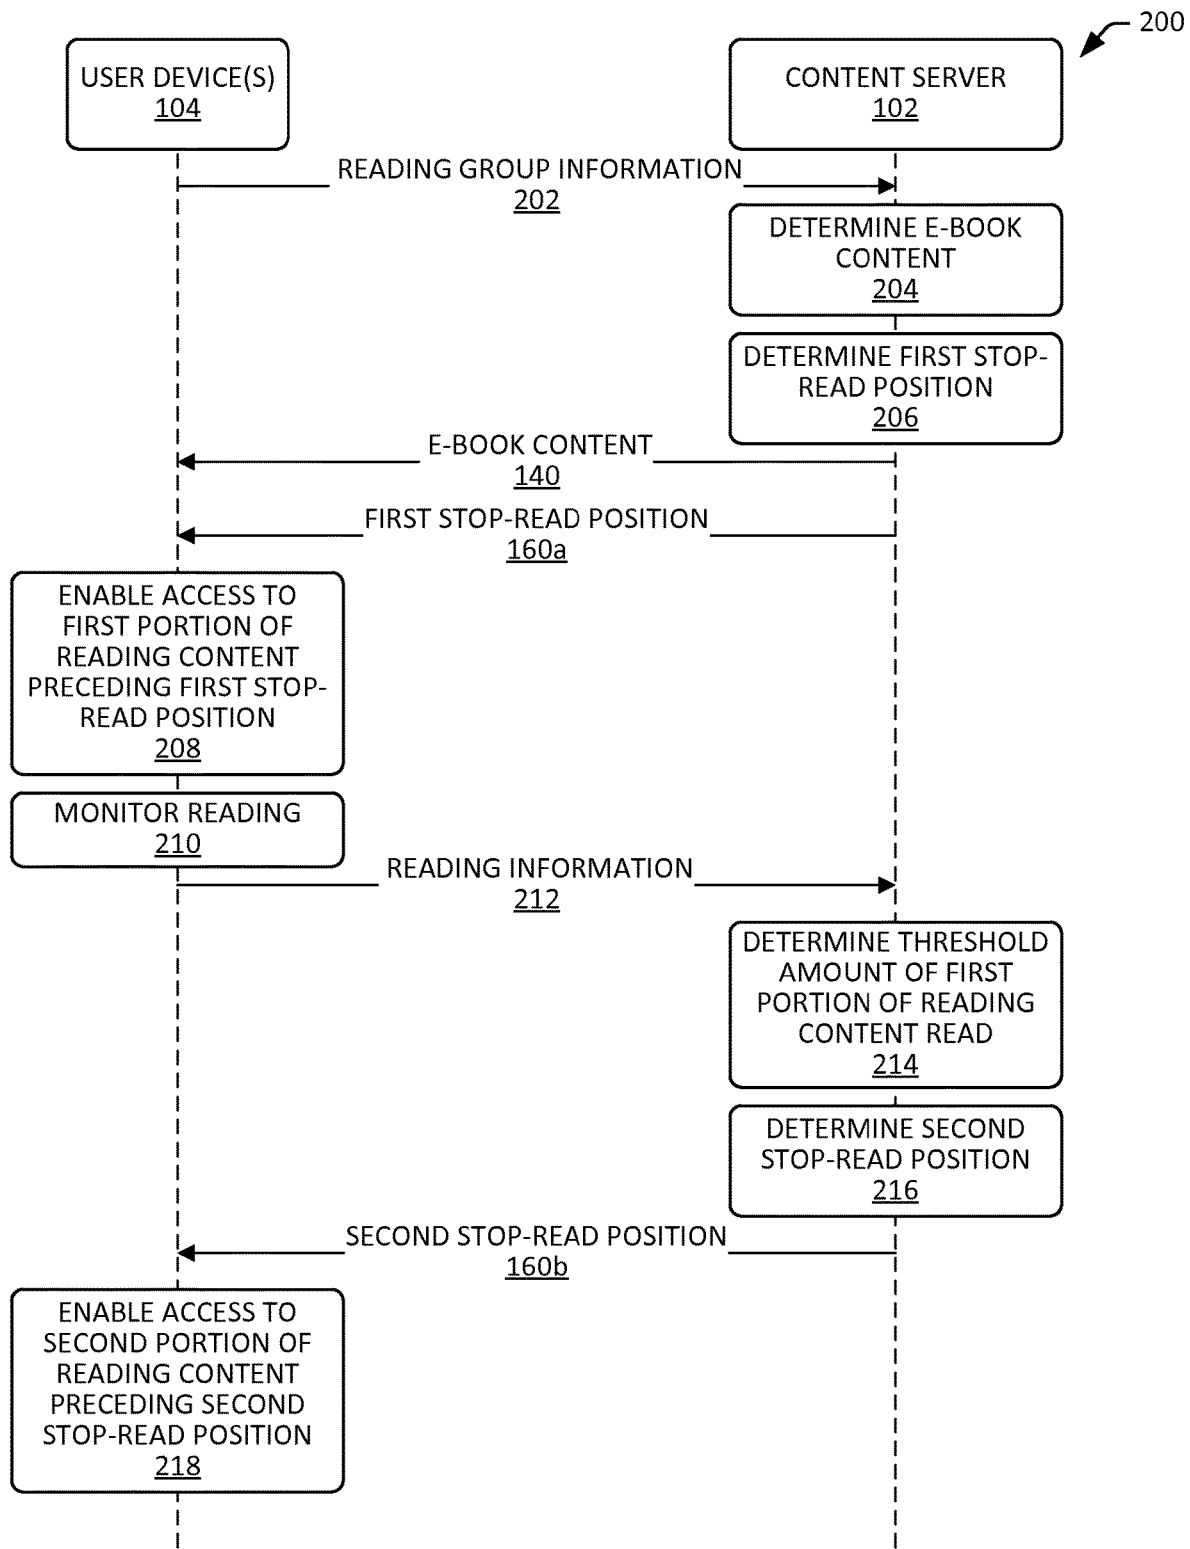 200
USER DEVICE(S)
104
CONTENT SERVER
102
READING GROUP INFORMATION
202
DETERMINE E-BOOK
CONTENT
204
DETERMINE FIRST STOP-
READ POSITION
206
E-BOOK CONTENT
140
FIRST STOP-READ POSITION
160a
ENABLE ACCESS TO
FIRST PORTION OF
READING CONTENT
PRECEDING FIRST STOP-
READ POSITION
208
MONITOR READING
210
READING INFORMATION
212
DETERMINE THRESHOLD
AMOUNT OF FIRST
PORTION OF READING
CONTENT READ
214
DETERMINE SECOND
STOP-READ POSITION
216
SECOND STOP-READ POSITION
160b
ENABLE ACCESS TO
SECOND PORTION OF
READING CONTENT
PRECEDING SECOND
STOP-READ POSITION
218